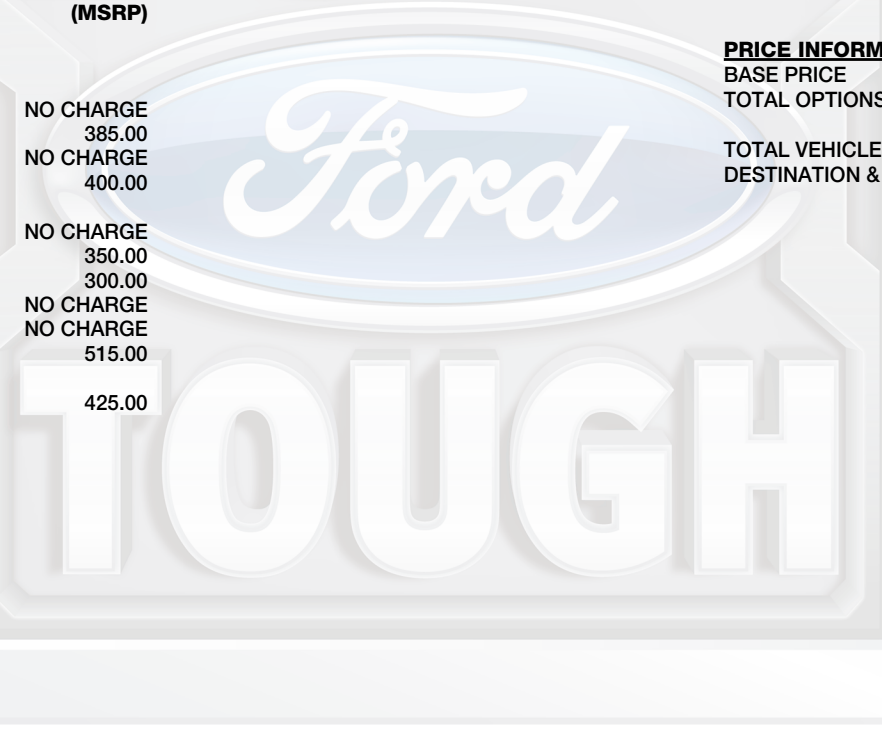 (MSRP)
NO CHARGE
385.00
NO CHARGE
400.00
NO CHARGE
350.00
300.00
NO CHARGE
NO CHARGE
515.00
425.00
PRICE INFORM
BASE PRICE
TOTAL OPTIONS
TOTAL VEHICLE
DESTINATION &
Ford
TOUGH